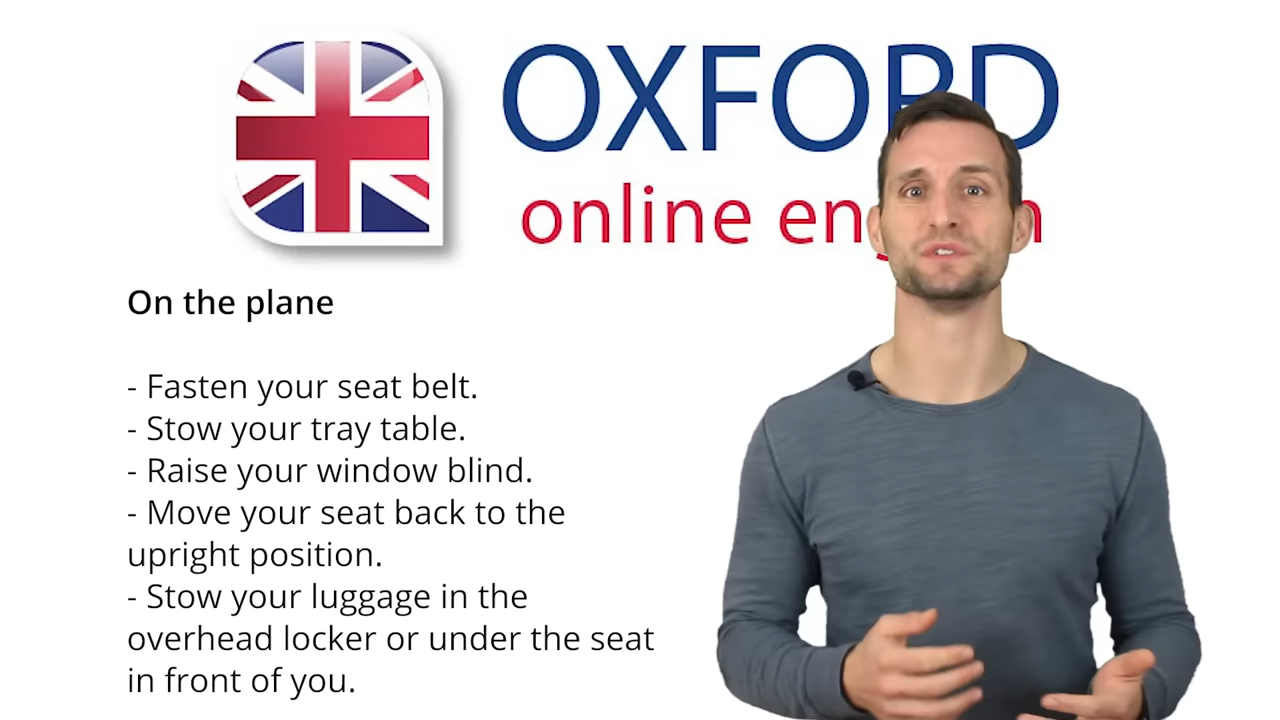 OXFORD
online en
On the plane
- Fasten your seat belt.
- Stow your tray table.
- Raise your window blind.
- Move your seat back to the
upright position.
- Stow your luggage in the
overhead locker or under the seat
in front of you.